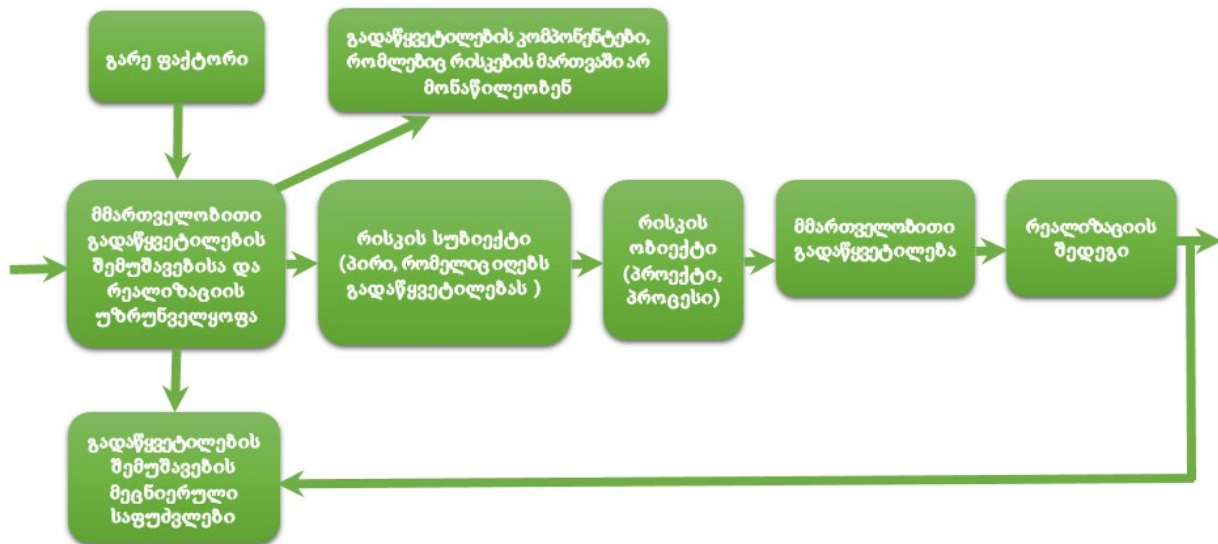 გარე ფაქტორი
გადაწყვეტილების კომპონენტები,
რომლებიც რისკების მართვაში არ
მონაწილეობენ
მმართველობითი
გადაწყვეტილების
შემუშავებისა და
რეალიზაციის
უზრუნველყოფა
რისკის სუბიექტი
(პირი, რომელიც იღებს
გადაწყვეტილებას )
რისკის
ობიექტი
(პროექტი,
პროცესი)
მმართველობითი
გადაწყვეტილება
რეალიზაციის
შედეგი
გადაწყვეტილების
შემუშავების
მეცნიერული
საფუძვლები